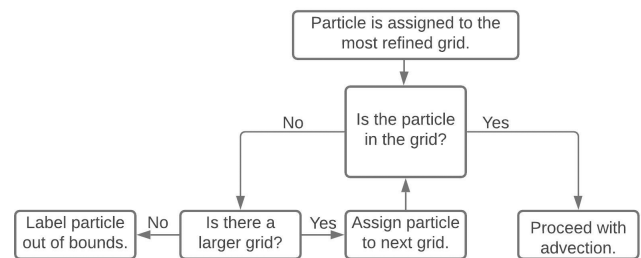 Particle is assigned to the
most refined grid.
Is the particle
in the grid?
No
Yes
Label particle
out of bounds.
No
Is there a
larger grid?
Yes
Assign particle
to next grid.
Proceed with
advection.